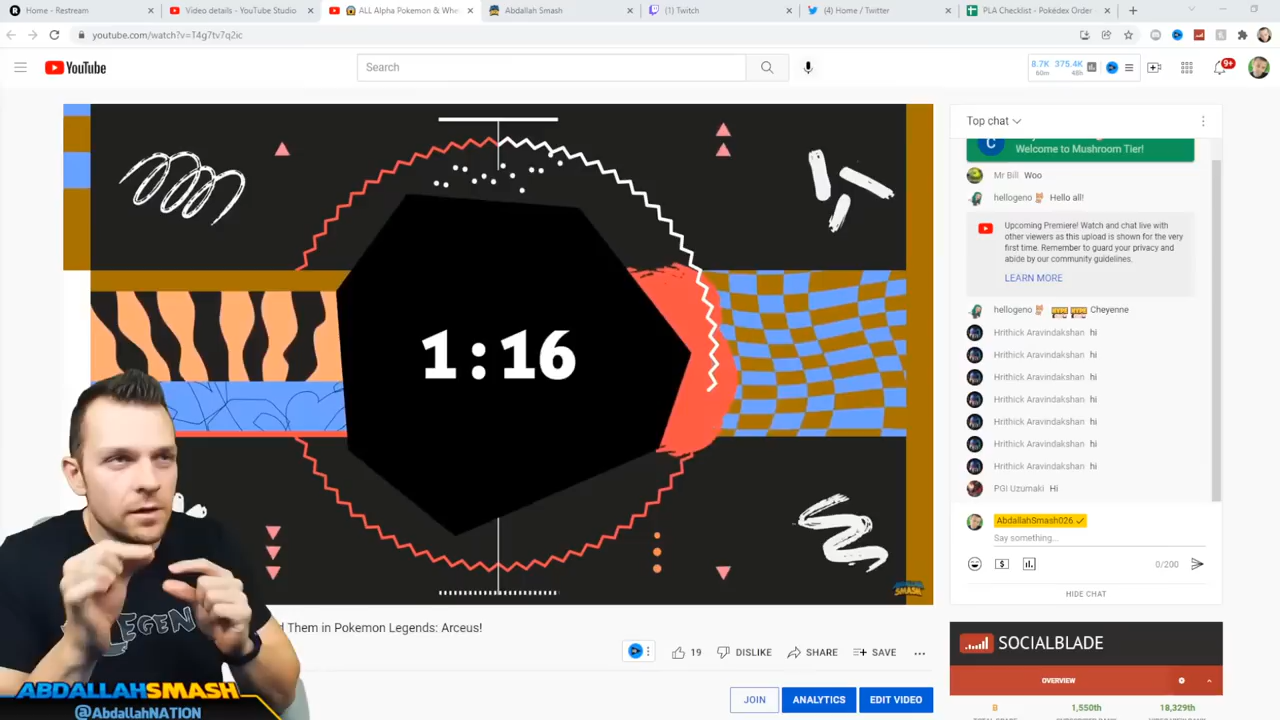 Home - Restream
Video details - YouTube Studio
ALL Alpha Pokemon & Whe
Abdallah Smash
(1) Twitch
(4) Home / Twitter
PLA Checklist - Pokédex Order
youtube.com/watch?v=T4g7tv7q2ic
YouTube
Search
8.7K 375.4K
60m 48h
9+
Top chat
C
Welcome to Mushroom Tier!
Mr Bill Woo
hellogeno Hello all!
Upcoming Premiere! Watch and chat live with
other viewers as this upload is shown for the very
first time. Remember to guard your privacy and
abide by our community guidelines.
LEARN MORE
hellogeno Cheyenne
Hrithick Aravindakshan hi
Hrithick Aravindakshan hi
Hrithick Aravindakshan hi
Hrithick Aravindakshan hi
Hrithick Aravindakshan hi
Hrithick Aravindakshan hi
Hrithick Aravindakshan hi
PGI Uzumaki Hi
AbdallahSmash026
Say something...
0/200
HIDE CHAT
1:16
d Them in Pokemon Legends: Arceus!
19 DISLIKE SHARE SAVE
JOIN ANALYTICS EDIT VIDEO
SOCIALBLADE
OVERVIEW
B 1,550th 18,329th
LEGEN
ABDALLAHSMASH
@AbdallahNATION